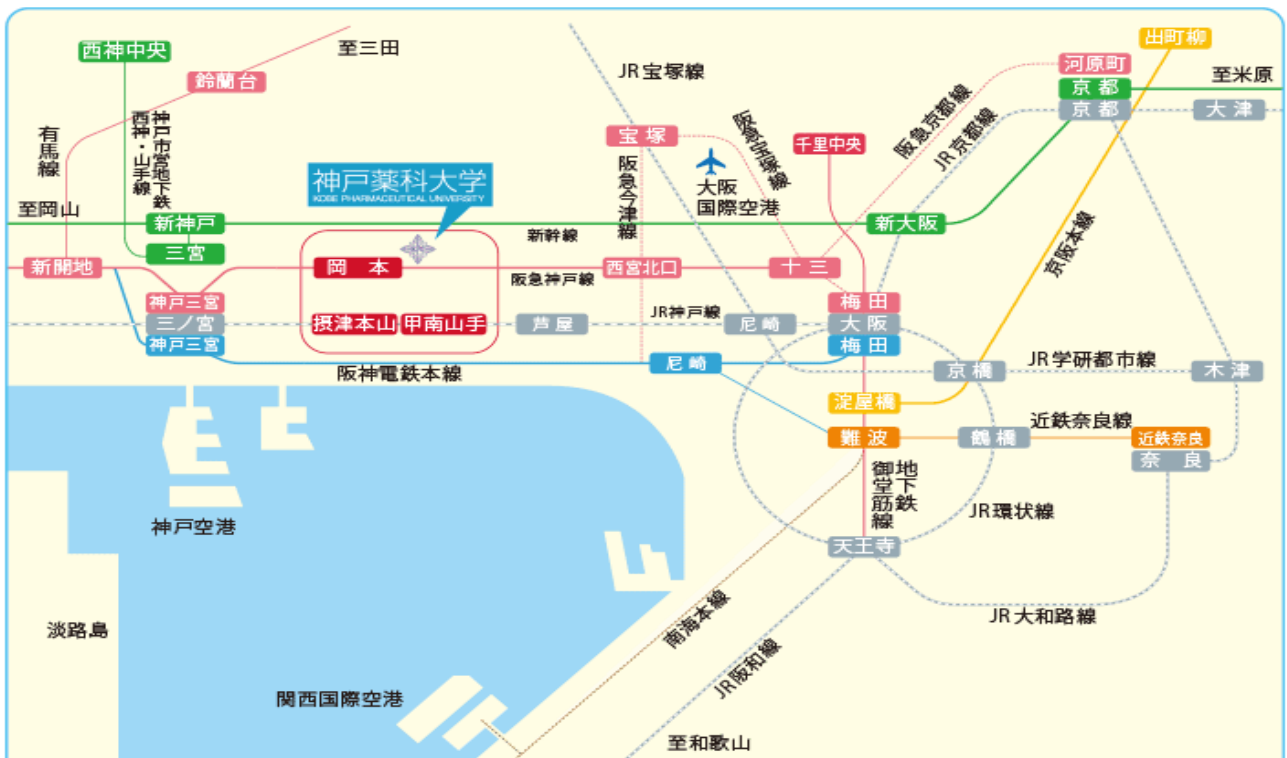 出町柳
西神中央
至三田
河原町
JR宝塚線
至米原
鈴蘭台
京都
京都
大津
有馬線
神戸市営地下鉄
西神・山手線
宝塚
阪急宝塚線
千里中央
阪急京都線
JR京都線
阪急今津線
神戸薬科大学
KOBE PHARMACEUTICAL UNIVERSITY
大阪
国際空港
至岡山
新神戸
新大阪
新幹線
京阪本線
三宮
新開地
岡本
阪急神戸線
西宮北口
十三
神戸三宮
梅田
三ノ宮
摂津本山
甲南山手
芦屋
JR神戸線
尼崎
大阪
神戸三宮
梅田
阪神電鉄本線
尼崎
京橋
JR学研都市線
木津
淀屋橋
近鉄奈良線
難波
鶴橋
近鉄奈良
奈良
地下鉄
御堂筋線
JR環状線
神戸空港
天王寺
淡路島
南海本線
JR大和路線
JR阪和線
関西国際空港
至和歌山